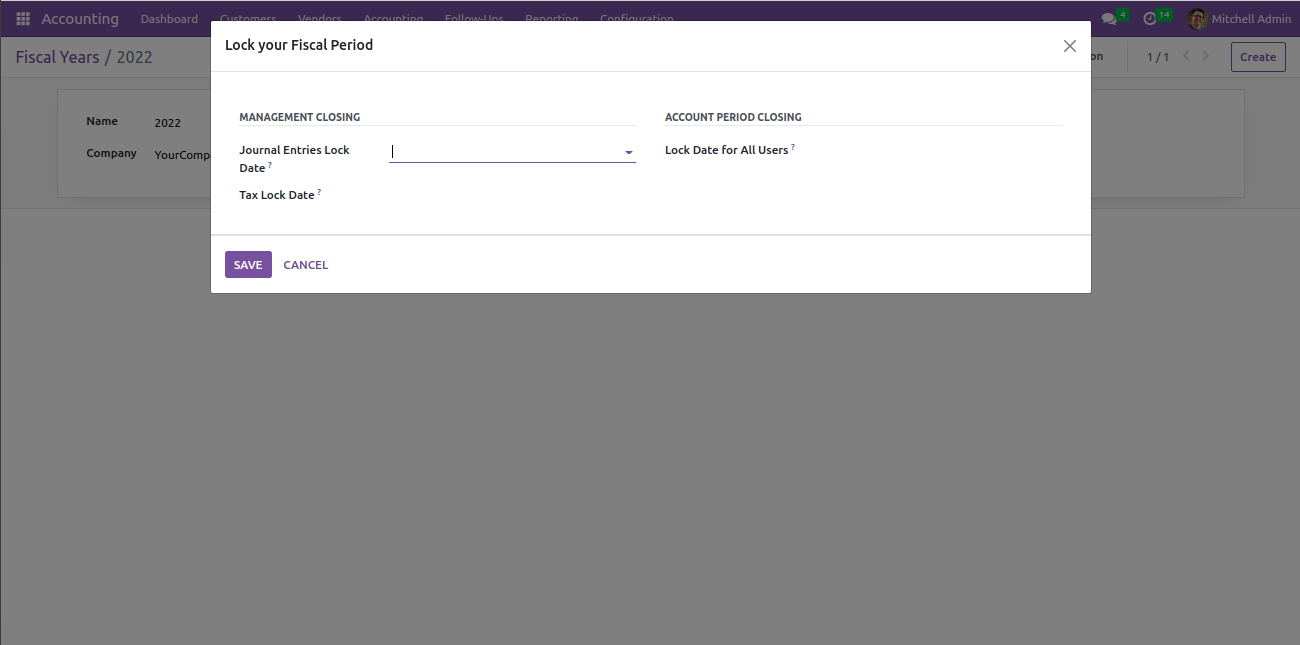 Accounting Dashboard Customers Vendors Accounting Follow-Ups Reporting Configuration 4 14 Mitchell Admin
Lock your Fiscal Period
Fiscal Years / 2022
on 1 / 1 Create
MANAGEMENT CLOSING ACCOUNT PERIOD CLOSING
Name 2022
Journal Entries Lock Date ? Lock Date for All Users ?
Company YourComp
Tax Lock Date ?
SAVE CANCEL